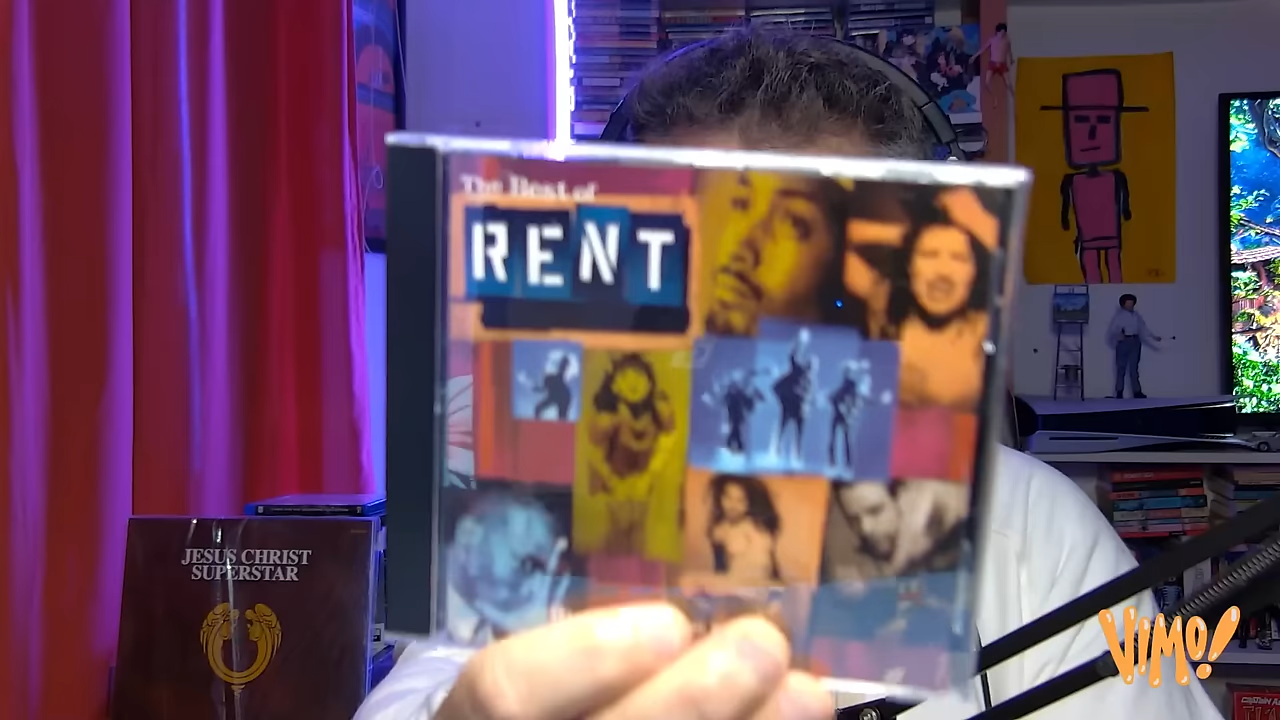 The Best of
RENT
JESUS CHRIST
SUPERSTAR
VIMO!